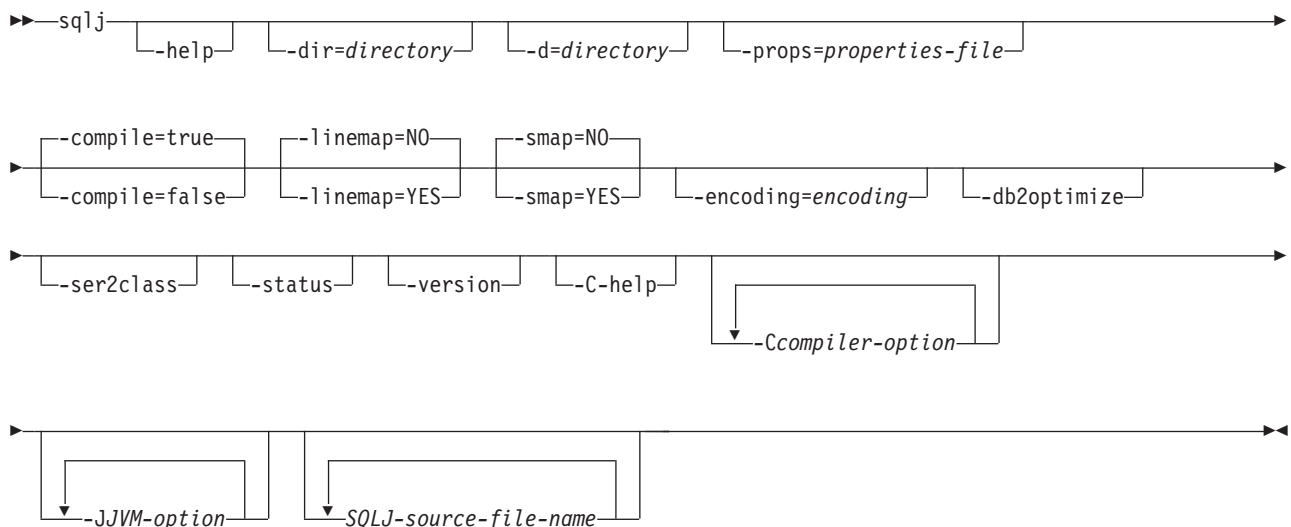 sqlj
-help -dir=directory -d=directory -props=properties-file
-compile=true -linemap=NO -smap=NO
-compile=false -linemap=YES -smap=YES -encoding=encoding -db2optimize
-ser2class -status -version -C-help
-Ccompiler-option
-JJVM-option SQLJ-source-file-name